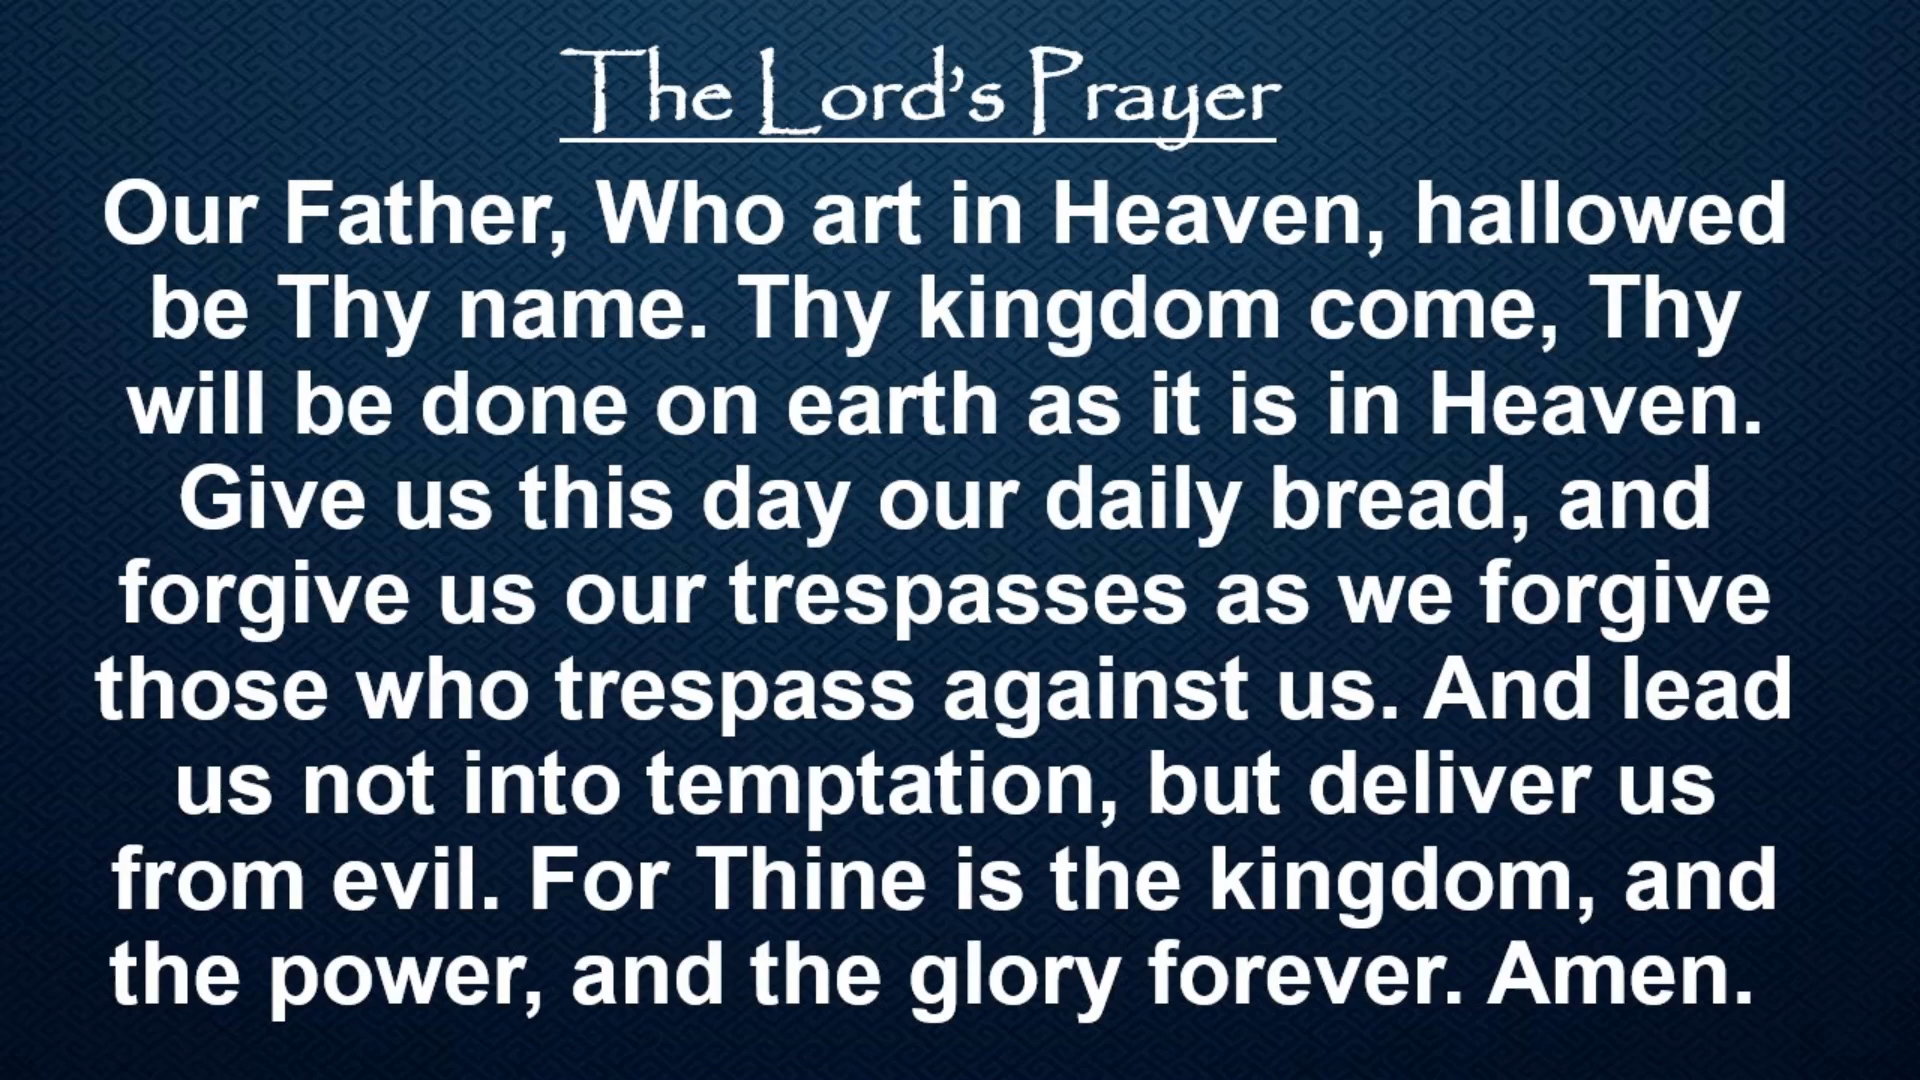 The Lord’s Prayer
Our Father, Who art in Heaven, hallowed
be Thy name. Thy kingdom come, Thy
will be done on earth as it is in Heaven.
Give us this day our daily bread, and
forgive us our trespasses as we forgive
those who trespass against us. And lead
us not into temptation, but deliver us
from evil. For Thine is the kingdom, and
the power, and the glory forever. Amen.